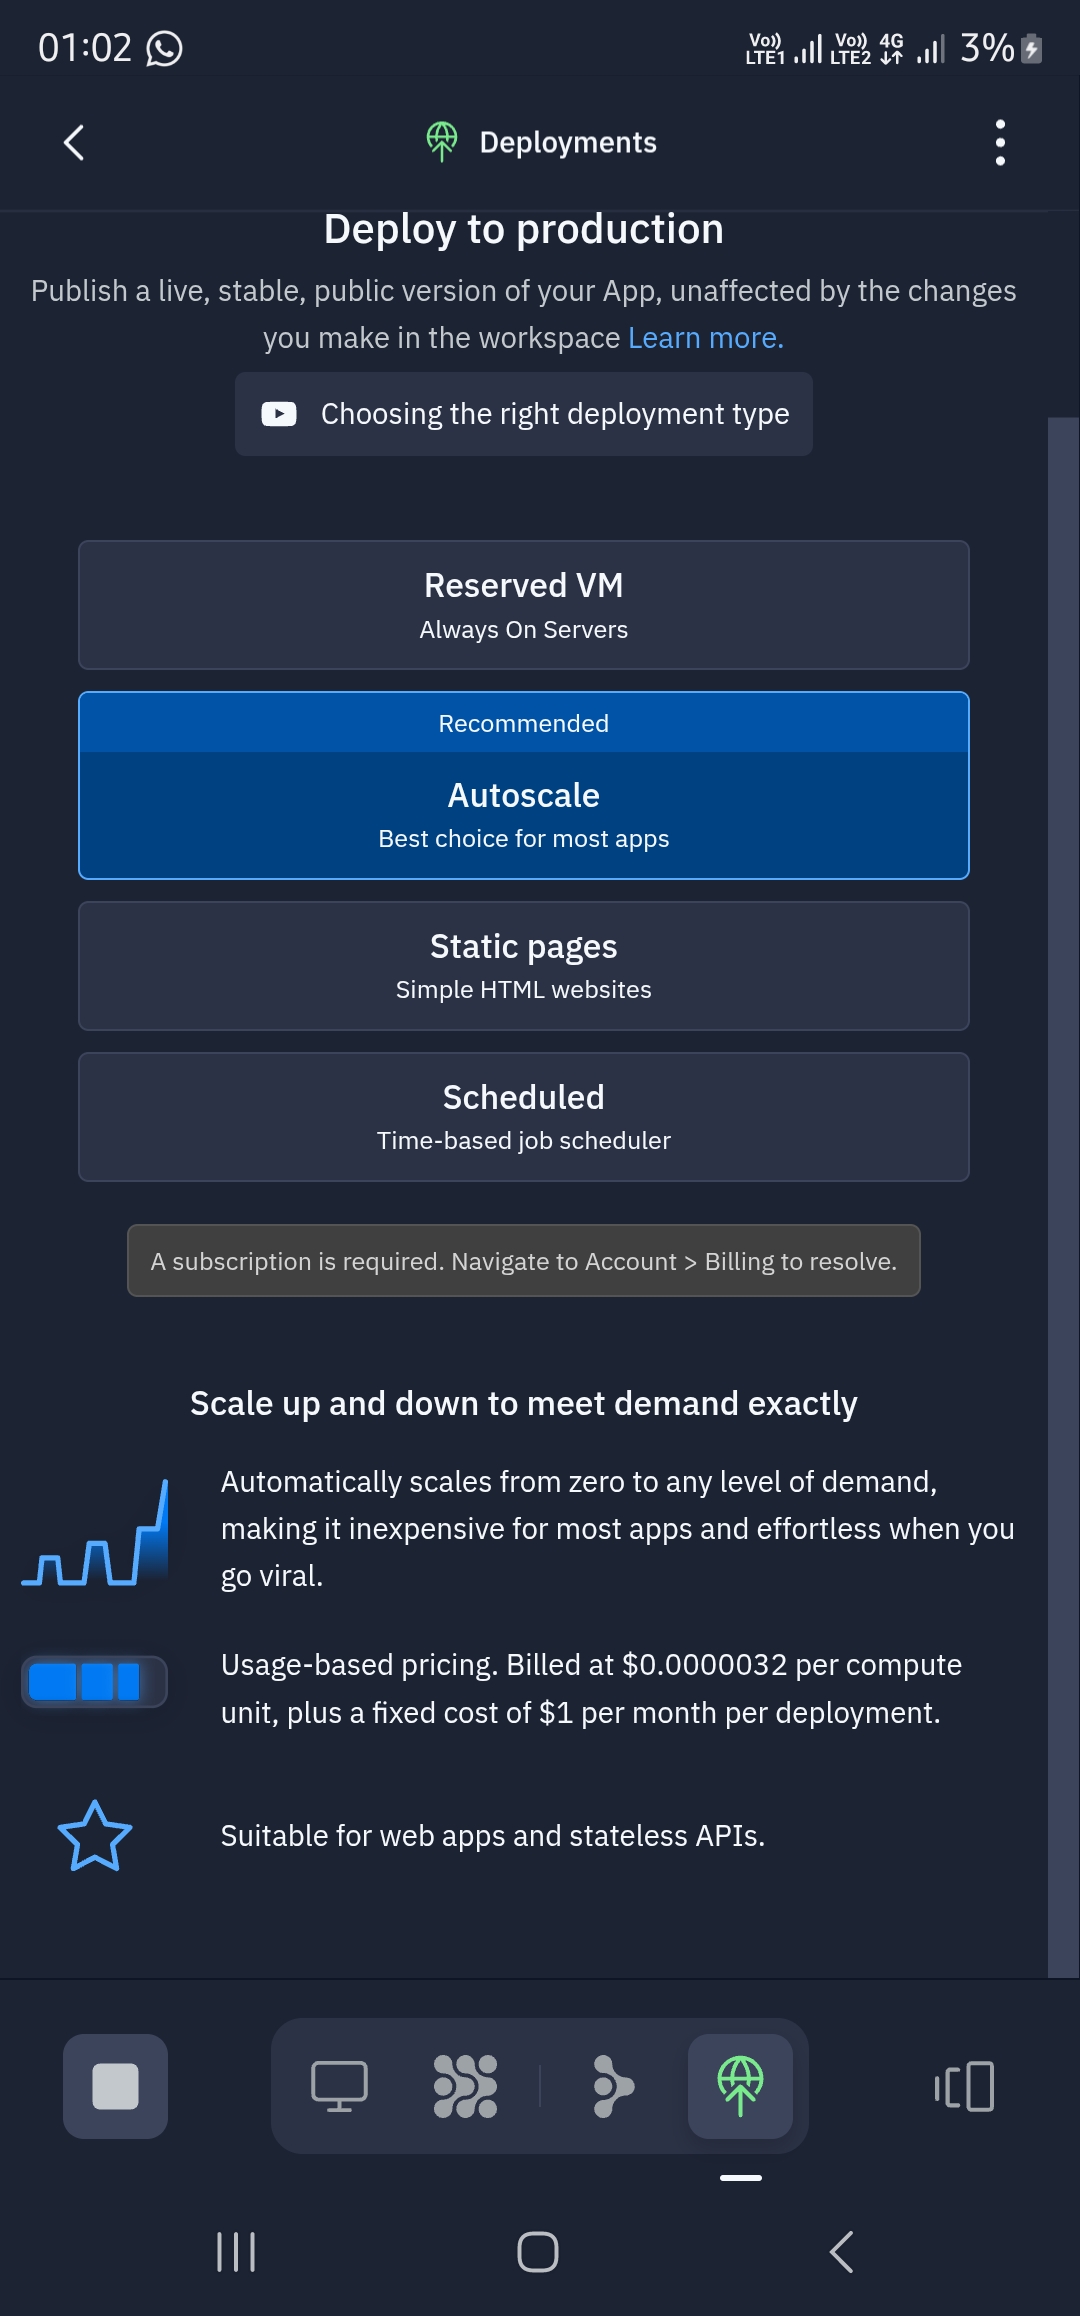 01:02
Vo)) LTE1 Vo)) LTE2 4G 3%
Deployments
Deploy to production
Publish a live, stable, public version of your App, unaffected by the changes
you make in the workspace Learn more.
Choosing the right deployment type
Reserved VM
Always On Servers
Recommended
Autoscale
Best choice for most apps
Static pages
Simple HTML websites
Scheduled
Time-based job scheduler
A subscription is required. Navigate to Account > Billing to resolve.
Scale up and down to meet demand exactly
Automatically scales from zero to any level of demand,
making it inexpensive for most apps and effortless when you
go viral.
Usage-based pricing. Billed at $0.0000032 per compute
unit, plus a fixed cost of $1 per month per deployment.
Suitable for web apps and stateless APIs.